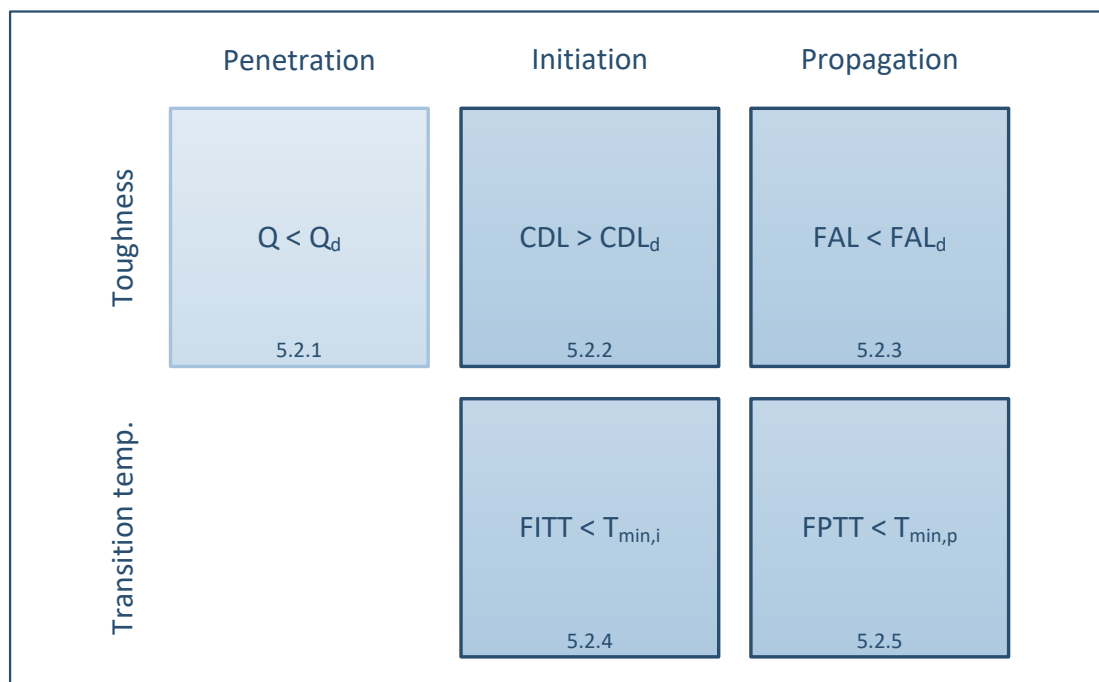 Penetration Initiation Propagation
Toughness
Q < Qd
CDL > CDLd
FAL < FALd
5.2.1
5.2.2
5.2.3
Transition temp.
FITT < Tmin,i
FPTT < Tmin,p
5.2.4
5.2.5